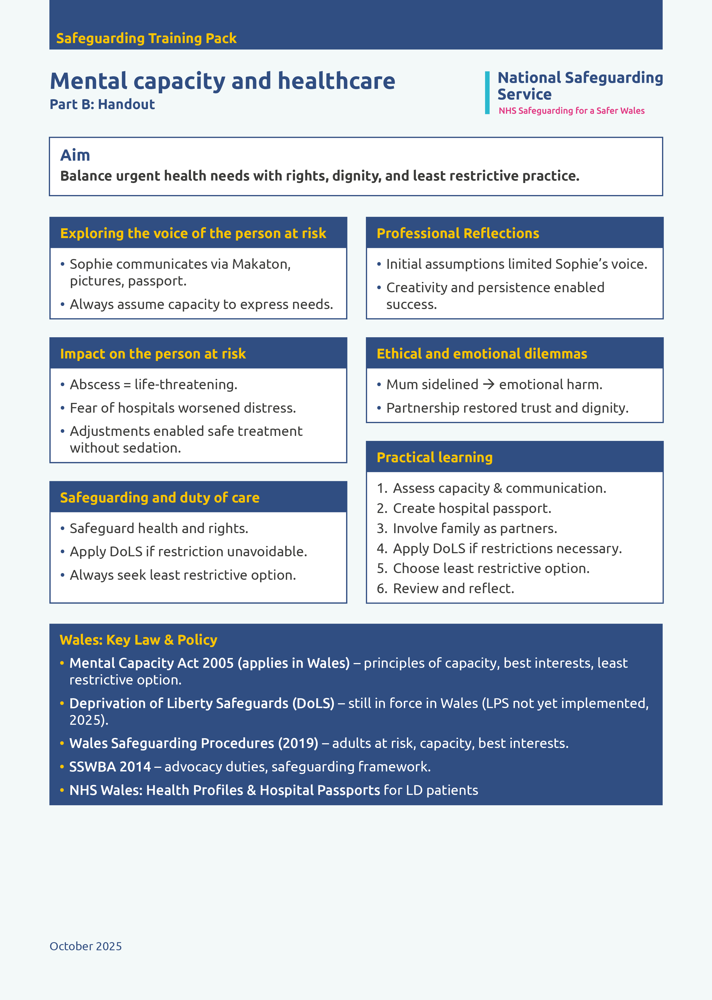 Safeguarding Training Pack
Mental capacity and healthcare
Part B: Handout
National Safeguarding
Service
NHS Safeguarding for a Safer Wales
Aim
Balance urgent health needs with rights, dignity, and least restrictive practice.
Exploring the voice of the person at risk
• Sophie communicates via Makaton,
pictures, passport.
• Always assume capacity to express needs.
Impact on the person at risk
• Abscess = life-threatening.
• Fear of hospitals worsened distress.
• Adjustments enabled safe treatment
without sedation.
Safeguarding and duty of care
• Safeguard health and rights.
• Apply DoLS if restriction unavoidable.
• Always seek least restrictive option.
Professional Reflections
• Initial assumptions limited Sophie’s voice.
• Creativity and persistence enabled
success.
Ethical and emotional dilemmas
• Mum sidelined → emotional harm.
• Partnership restored trust and dignity.
Practical learning
1. Assess capacity & communication.
2. Create hospital passport.
3. Involve family as partners.
4. Apply DoLS if restrictions necessary.
5. Choose least restrictive option.
6. Review and reflect.
Wales: Key Law & Policy
• Mental Capacity Act 2005 (applies in Wales) – principles of capacity, best interests, least
restrictive option.
• Deprivation of Liberty Safeguards (DoLS) – still in force in Wales (LPS not yet implemented,
2025).
• Wales Safeguarding Procedures (2019) – adults at risk, capacity, best interests.
• SSWBA 2014 – advocacy duties, safeguarding framework.
• NHS Wales: Health Profiles & Hospital Passports for LD patients
October 2025